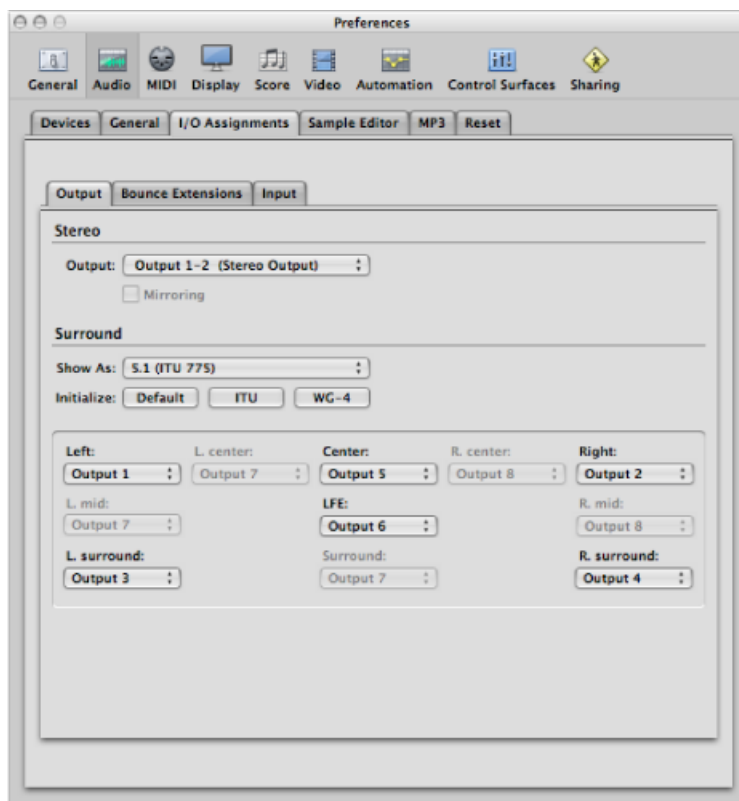 Preferences
General Audio MIDI Display Score Video Automation Control Surfaces Sharing
Devices General I/O Assignments Sample Editor MP3 Reset
Output Bounce Extensions Input
Stereo
Output: Output 1-2 (Stereo Output)
Mirroring
Surround
Show As: 5.1 (ITU 775)
Initialize: Default ITU WG-4
Left: L. center: Center: R. center: Right:
Output 1 Output 7 Output 5 Output 8 Output 2
L. mid: LFE: R. mid:
Output 7 Output 6 Output 8
L. surround: Surround: R. surround:
Output 3 Output 7 Output 4